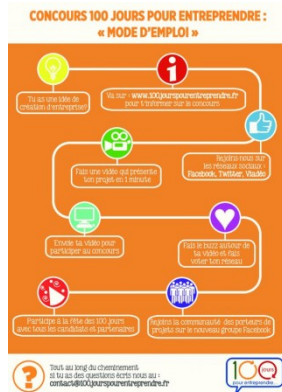 CONCOURS 100 JOURS POUR ENTREPRENDRE :
« MODE D'EMPLOI »
Tu as une idée de
création d'entreprise?
Va sur : www.100jourspourentreprendre.fr
pour t'informer sur le concours
Rejoins nous sur
les réseaux sociaux :
Facebook, Twitter, Viadéo
Fais une vidéo qui présente
ton projet en 1 minute
Envoie ta vidéo pour
participer au concours
Fais le buzz autour de
ta vidéo et fais
voter ton réseau
Participe à la fête des 100 jours
avec tous les candidats et partenaires
Rejoins la communauté des porteurs de
projets sur le nouveau groupe Facebook
Tout au long du cheminement
si tu as des questions écris nous au :
contact@100jourspourentreprendre.fr
100
pour entreprendre